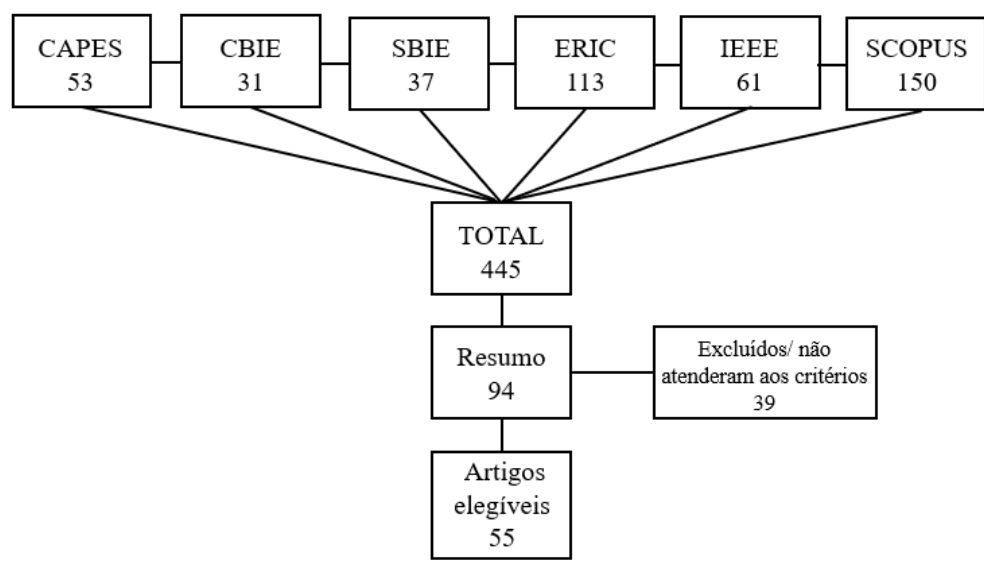 CAPES
53
CBIE
31
SBIE
37
ERIC
113
IEEE
61
SCOPUS
150
TOTAL
445
Resumo
94
Excluídos/ não
atenderam aos critérios
39
Artigos
elegíveis
55